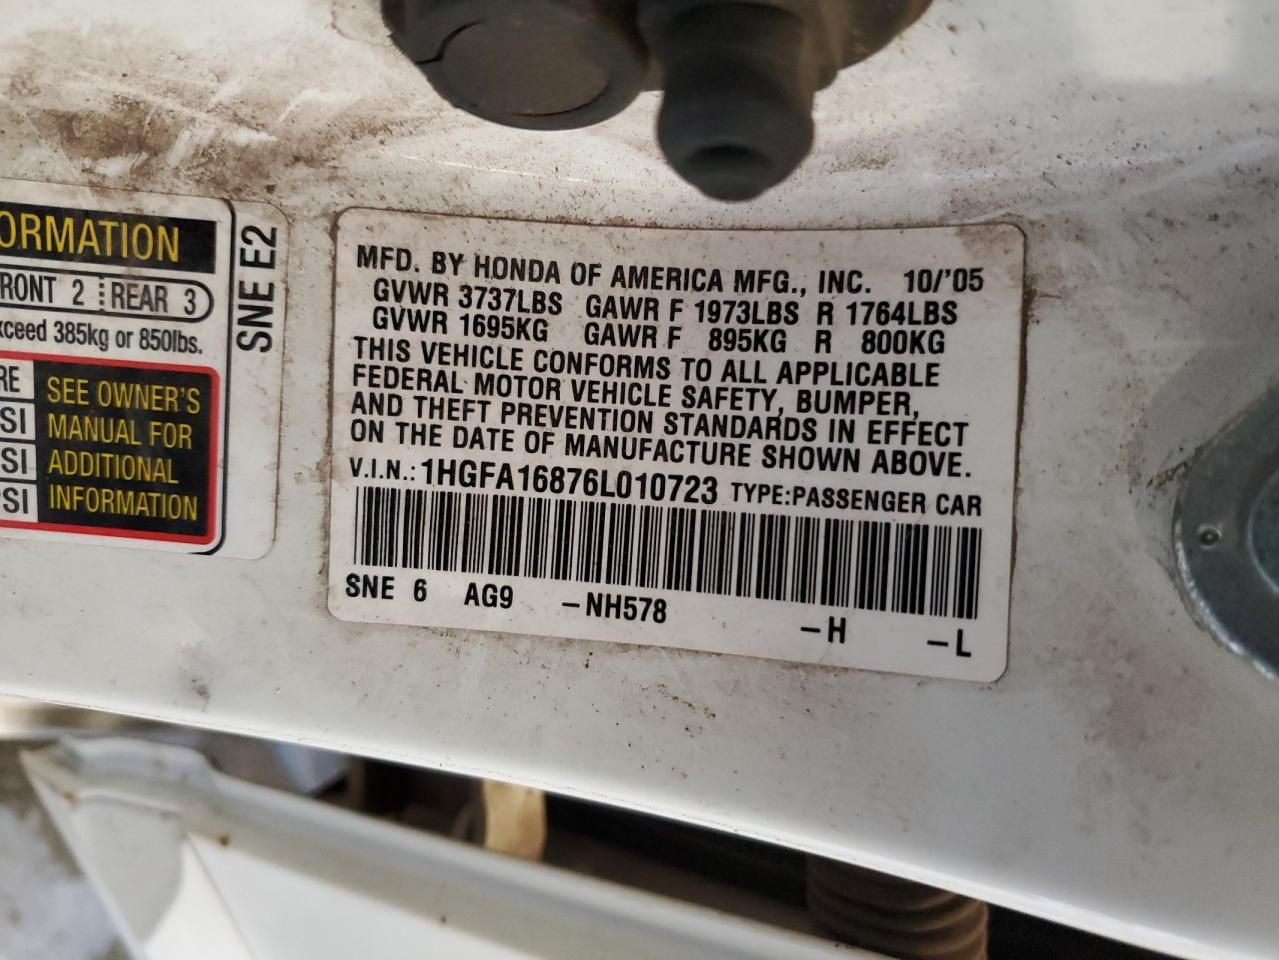 ORMATION
FRONT 2 REAR 3
xceed 385kg or 850lbs.
RE
SI
SI
PSI
SEE OWNER'S
MANUAL FOR
ADDITIONAL
INFORMATION
SNE E2
MFD. BY HONDA OF AMERICA MFG., INC. 10/'05
GVWR 3737LBS GAWR F 1973LBS R 1764LBS
GVWR 1695KG GAWR F 895KG R 800KG
THIS VEHICLE CONFORMS TO ALL APPLICABLE
FEDERAL MOTOR VEHICLE SAFETY, BUMPER,
AND THEFT PREVENTION STANDARDS IN EFFECT
ON THE DATE OF MANUFACTURE SHOWN ABOVE.
V.I.N.: 1HGFA16876L010723 TYPE:PASSENGER CAR
SNE 6 AG9 –NH578 –H –L